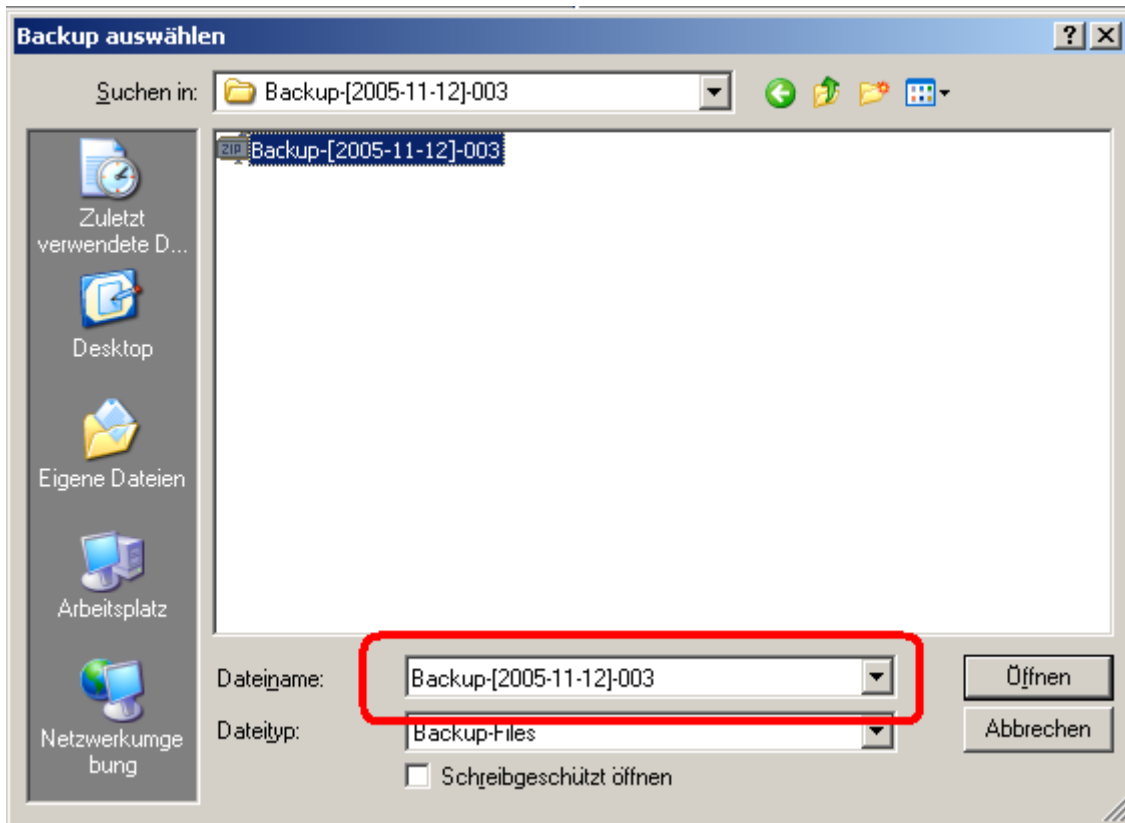 Backup auswählen
Suchen in:
Backup-[2005-11-12]-003
ZIP Backup-[2005-11-12]-003
Zuletzt
verwendete D...
Desktop
Eigene Dateien
Arbeitsplatz
Netzwerkumge
bung
Dateiname:
Backup-[2005-11-12]-003
Öffnen
Dateityp:
Backup-Files
Abbrechen
Schreibgeschützt öffnen